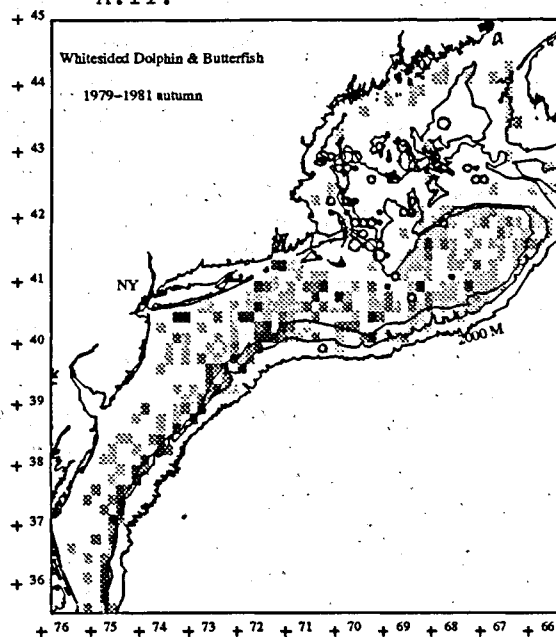 Whitesided Dolphin & Butterfish
1979-1981 autumn
NY
2000 M
+ 45
+ 44
+ 43
+ 42
+ 41
+ 40
+ 39
+ 38
+ 37
+ 36
+ 76 + 75 + 74 + 73 + 72 + 71 + 70 + 69 + 68 + 67 + 66